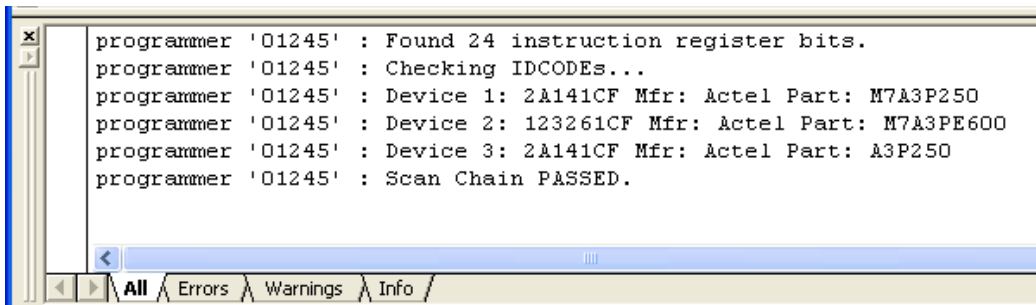 programmer '01245' : Found 24 instruction register bits.
programmer '01245' : Checking IDCODEs...
programmer '01245' : Device 1: 2A141CF Mfr: Actel Part: M7A3P250
programmer '01245' : Device 2: 123261CF Mfr: Actel Part: M7A3PE600
programmer '01245' : Device 3: 2A141CF Mfr: Actel Part: A3P250
programmer '01245' : Scan Chain PASSED.
All Errors Warnings Info